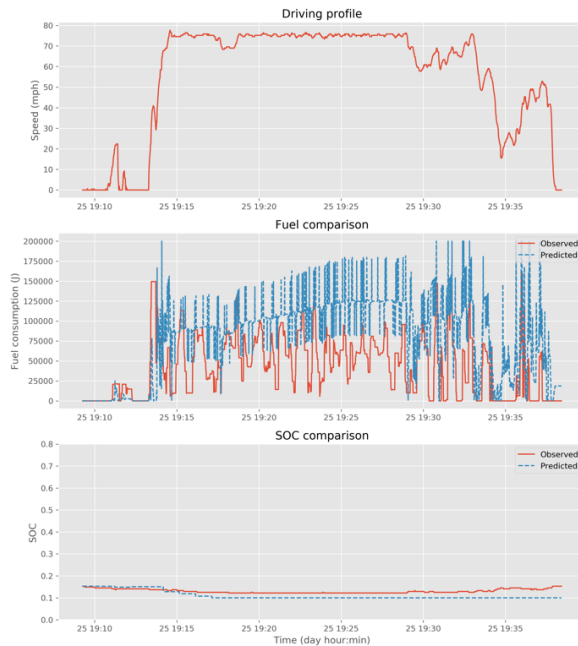 Driving profile
80
70
60
50
40
30
20
10
0
Speed (mph)
25 19:10 25 19:15 25 19:20 25 19:25 25 19:30 25 19:35
Fuel comparison
200000
175000
150000
125000
100000
75000
50000
25000
0
Fuel consumption (J)
Observed
Predicted
25 19:10 25 19:15 25 19:20 25 19:25 25 19:30 25 19:35
SOC comparison
0.8
0.7
0.6
0.5
0.4
0.3
0.2
0.1
0.0
SOC
Observed
Predicted
25 19:10 25 19:15 25 19:20 25 19:25 25 19:30 25 19:35
Time (day hour:min)